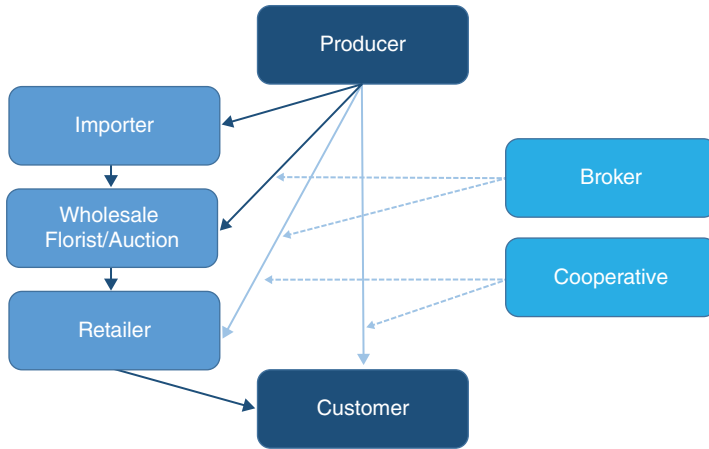 Producer
Importer
Broker
Wholesale
Florist/Auction
Cooperative
Retailer
Customer